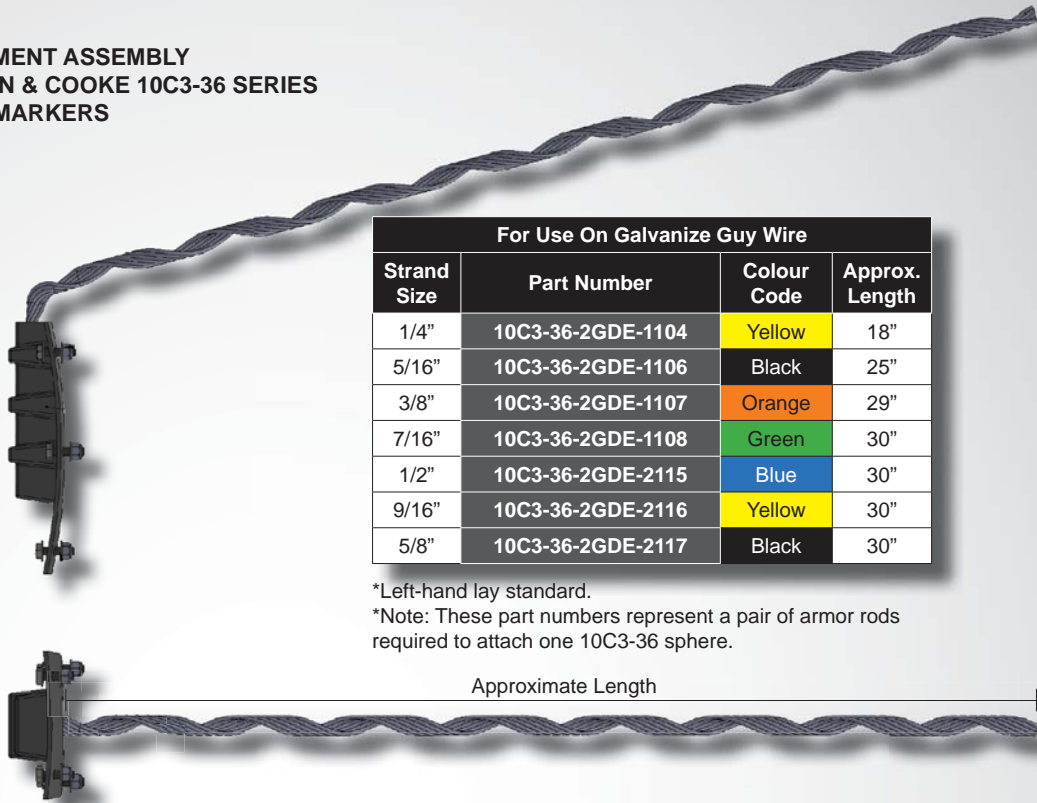 MENT ASSEMBLY
N & COOKE 10C3-36 SERIES
MARKERS
For Use On Galvanize Guy Wire
Strand Size Part Number Colour Code Approx. Length
1/4” 10C3-36-2GDE-1104 Yellow 18”
5/16” 10C3-36-2GDE-1106 Black 25”
3/8” 10C3-36-2GDE-1107 Orange 29”
7/16” 10C3-36-2GDE-1108 Green 30”
1/2” 10C3-36-2GDE-2115 Blue 30”
9/16” 10C3-36-2GDE-2116 Yellow 30”
5/8” 10C3-36-2GDE-2117 Black 30”
*Left-hand lay standard.
*Note: These part numbers represent a pair of armor rods
required to attach one 10C3-36 sphere.
Approximate Length